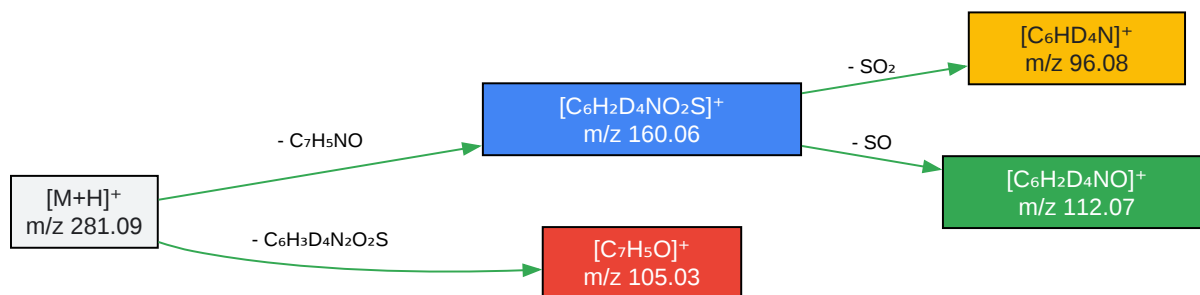 [C₆HD₄N]⁺
m/z 96.08
- SO₂
[C₆H₂D₄NO₂S]⁺
m/z 160.06
- C₇H₅NO
- SO
[C₆H₂D₄NO]⁺
m/z 112.07
[M+H]⁺
m/z 281.09
- C₆H₃D₄N₂O₂S
[C₇H₅O]⁺
m/z 105.03